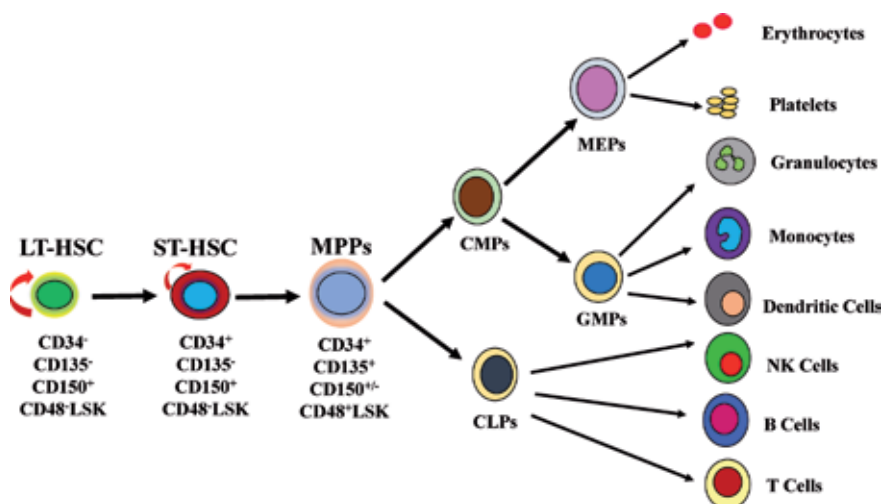 Erythrocytes
Platelets
MEPs
Granulocytes
LT-HSC
ST-HSC
MPPs
CMPs
Monocytes
GMPs
Dendritic Cells
CD34⁻
CD135⁻
CD150⁺
CD48⁻LSK
CD34⁺
CD135⁻
CD150⁺
CD48⁻LSK
CD34⁺
CD135⁺
CD150⁺/⁻
CD48⁺LSK
CLPs
NK Cells
B Cells
T Cells